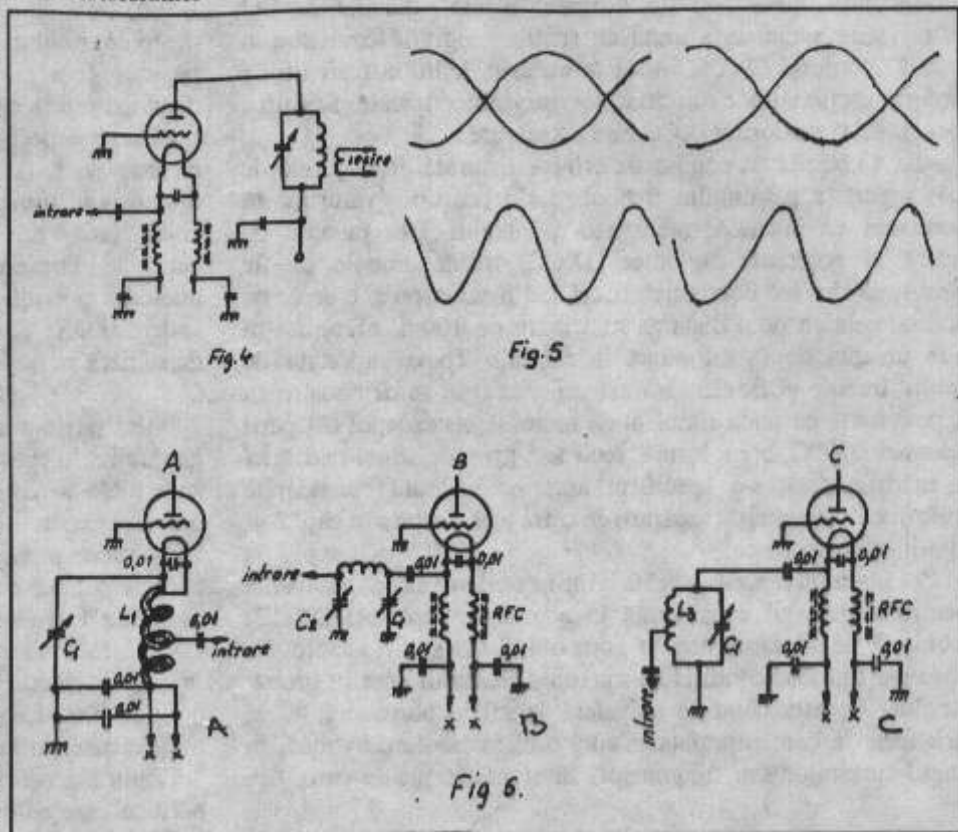 intrare
ieșire
Fig.4
Fig.5
A
B
C
0,01
C1
L1
0,01
intrare
0,01
0,01
A
intrare
0,01
0,01
C2
C1
RFC
0,01
0,01
B
0,01
0,01
L3
C1
RFC
0,01
0,01
intrare
C
Fig 6.